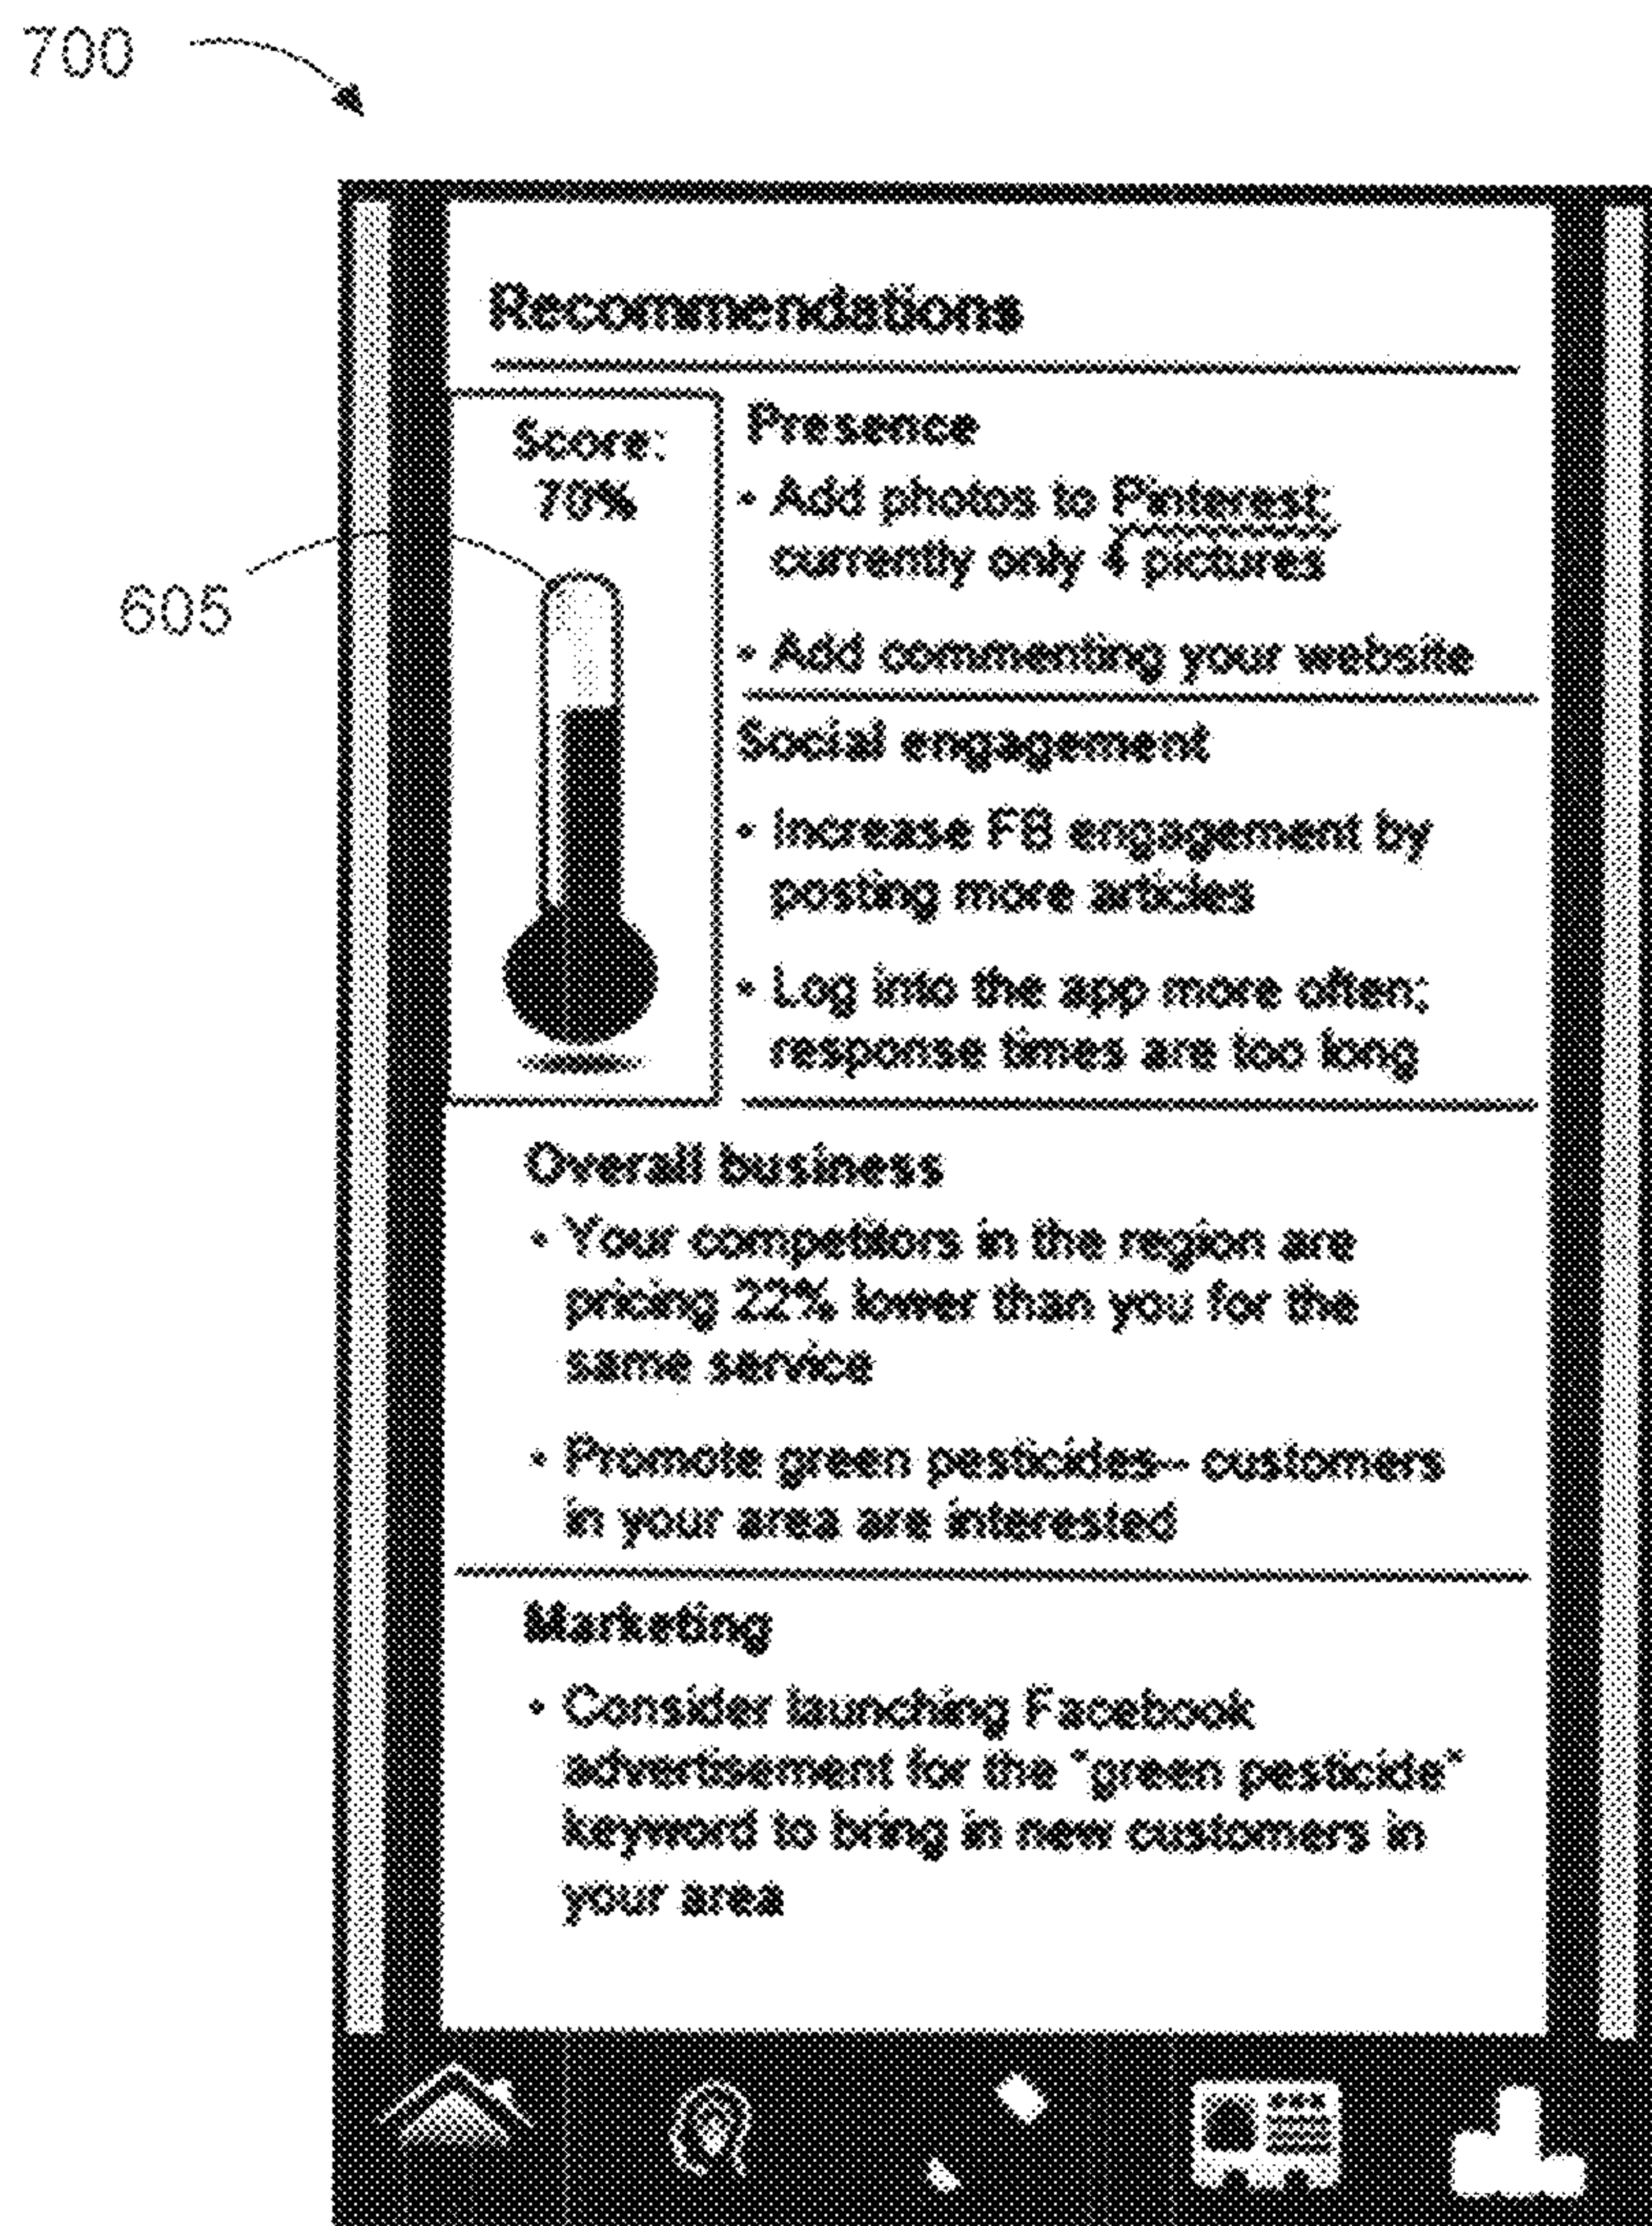 700
Recommendations
Score:
70%
605
Presence
• Add photos to Pinterest;
currently only 4 pictures
• Add commenting your website
Social engagement
• Increase FB engagement by
posting more articles
• Log into the app more often;
response times are too long
Overall business
• Your competitors in the region are
pricing 22% lower than you for the
same service
• Promote green pesticides-- customers
in your area are interested
Marketing
• Consider launching Facebook
advertisement for the "green pesticide"
keyword to bring in new customers in
your area